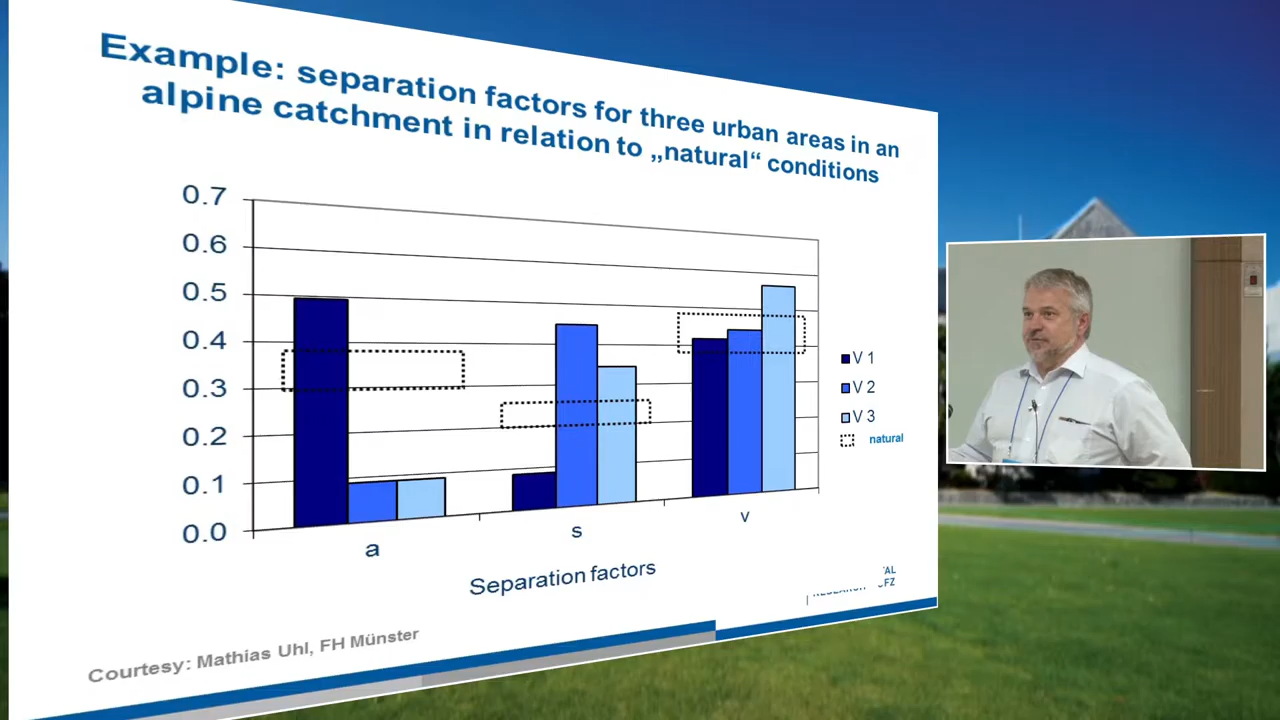 Example: separation factors for three urban areas in an
alpine catchment in relation to „natural“ conditions
0.7
0.6
0.5
0.4
0.3
0.2
0.1
0.0
a
s
v
Separation factors
V 1
V 2
V 3
natural
Courtesy: Mathias Uhl, FH Münster